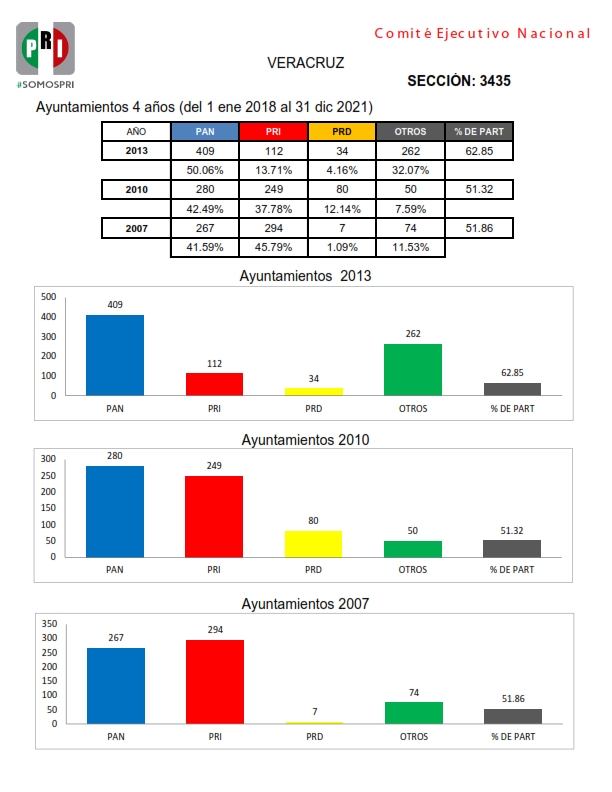 PRI
#SOMOSPRI
Comité Ejecutivo Nacional
VERACRUZ
SECCIÓN: 3435
Ayuntamientos 4 años (del 1 ene 2018 al 31 dic 2021)
AÑO PAN PRI PRD OTROS % DE PART
2013 409 112 34 262 62.85
50.06% 13.71% 4.16% 32.07%
2010 280 249 80 50 51.32
42.49% 37.78% 12.14% 7.59%
2007 267 294 7 74 51.86
41.59% 45.79% 1.09% 11.53%
Ayuntamientos 2013
500
400
300
200
100
0
409
112
34
262
62.85
PAN PRI PRD OTROS % DE PART
Ayuntamientos 2010
300
250
200
150
100
50
0
280
249
80
50
51.32
PAN PRI PRD OTROS % DE PART
Ayuntamientos 2007
350
300
250
200
150
100
50
0
267
294
7
74
51.86
PAN PRI PRD OTROS % DE PART